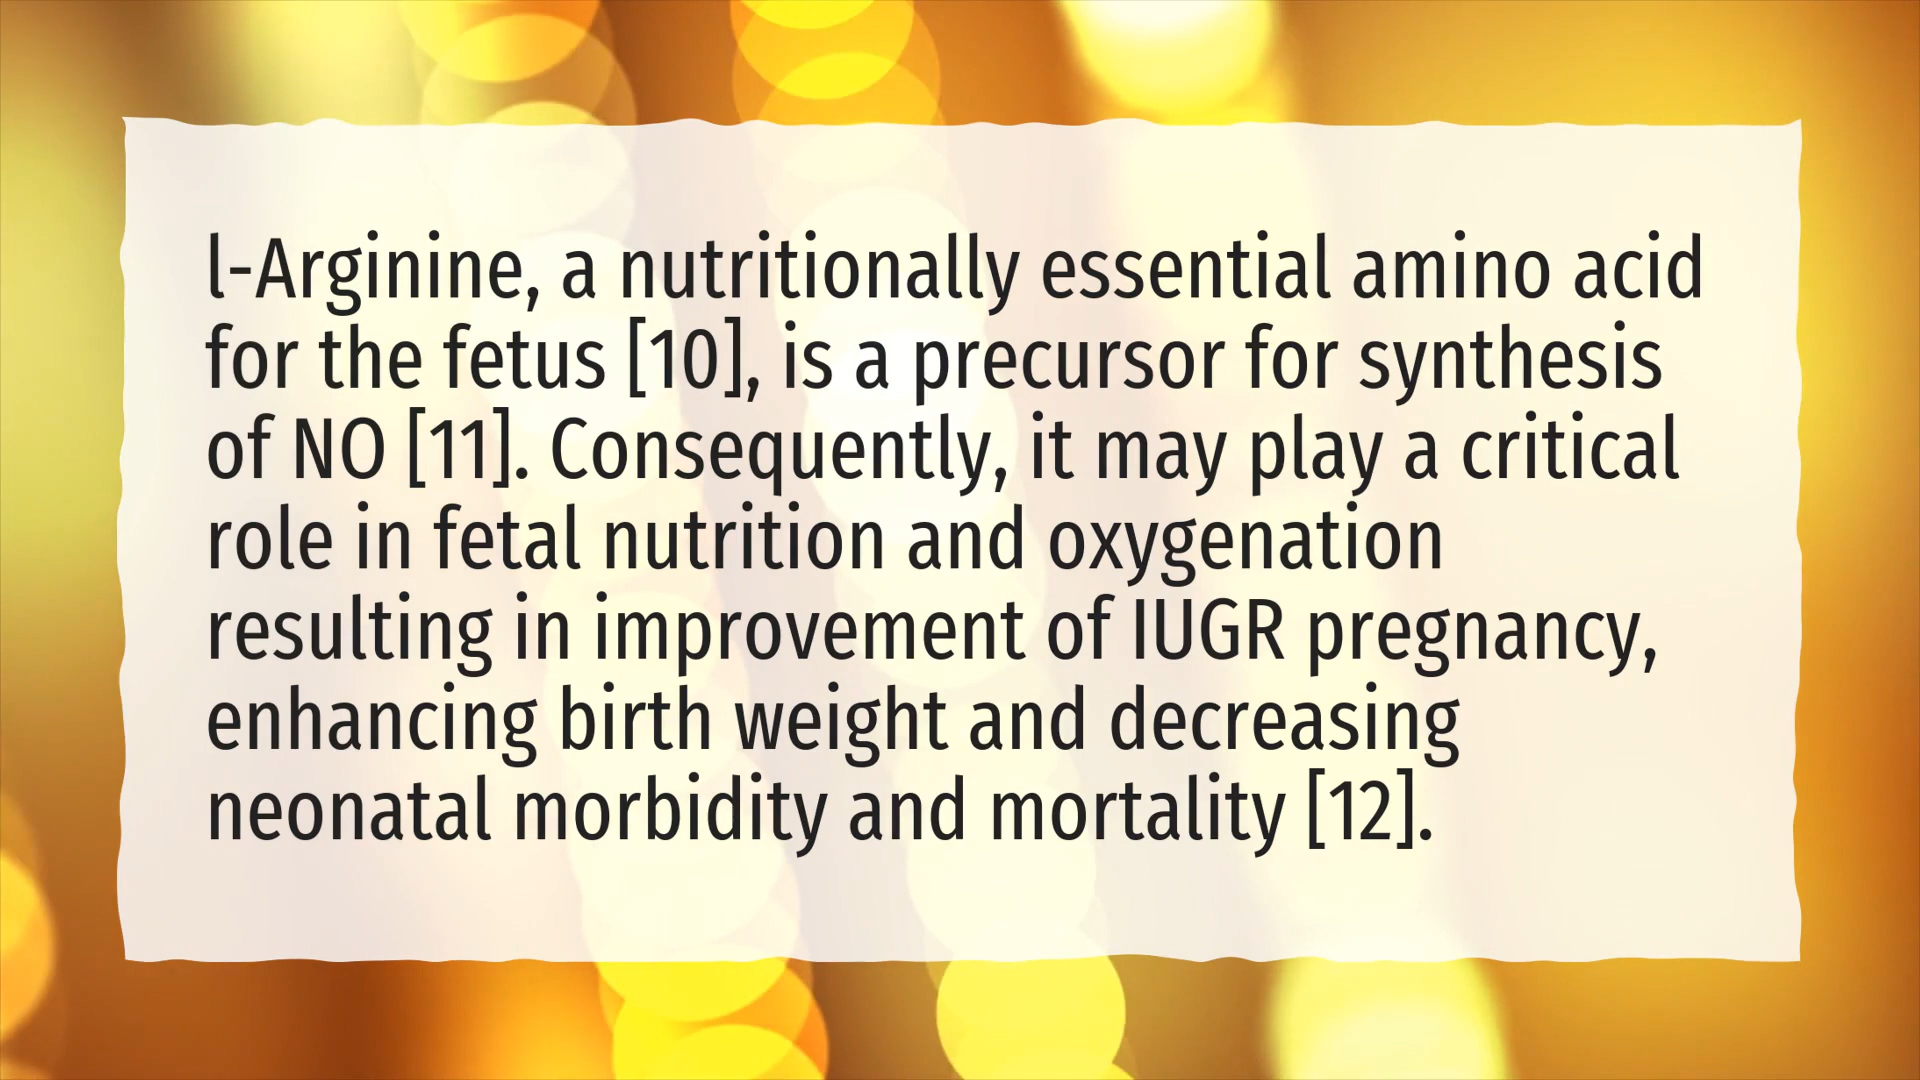 l-Arginine, a nutritionally essential amino acid
for the fetus [10], is a precursor for synthesis
of NO [11]. Consequently, it may play a critical
role in fetal nutrition and oxygenation
resulting in improvement of IUGR pregnancy,
enhancing birth weight and decreasing
neonatal morbidity and mortality [12].